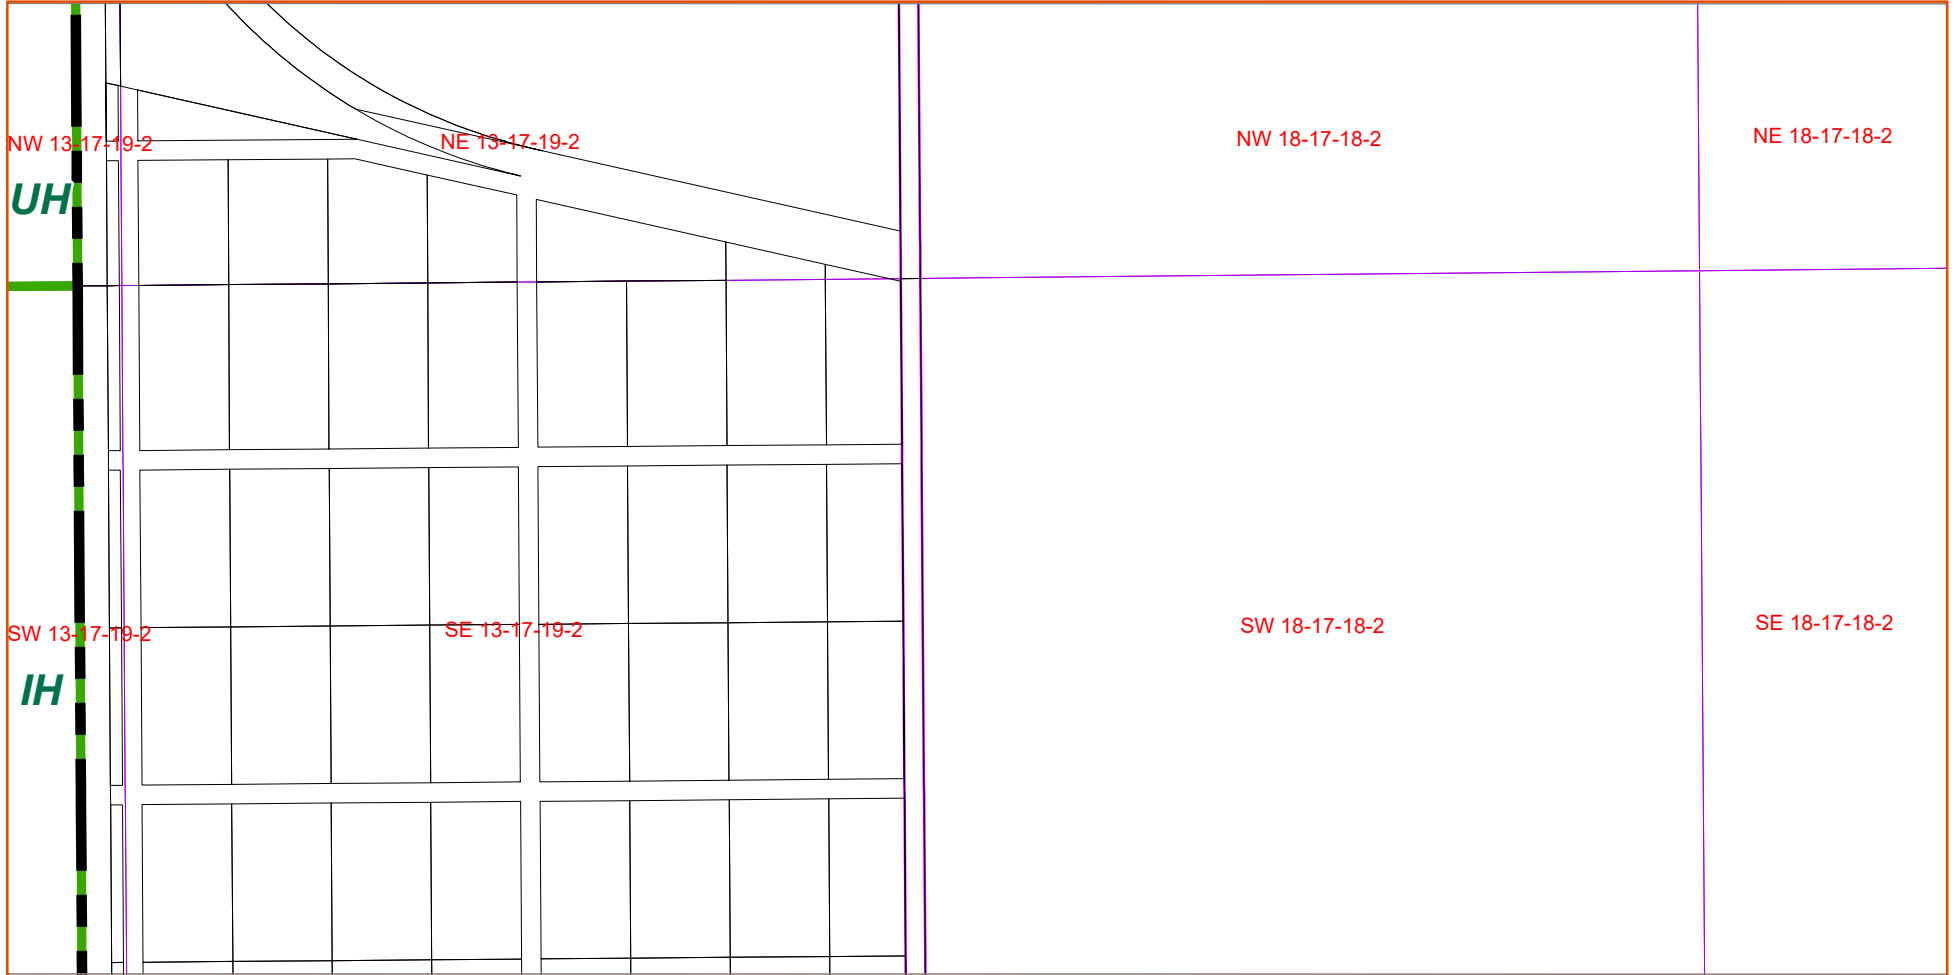 NW 13-17-19-2
NE 13-17-19-2
NW 18-17-18-2
NE 18-17-18-2
UH
SW 13-17-19-2
SE 13-17-19-2
SW 18-17-18-2
SE 18-17-18-2
IH